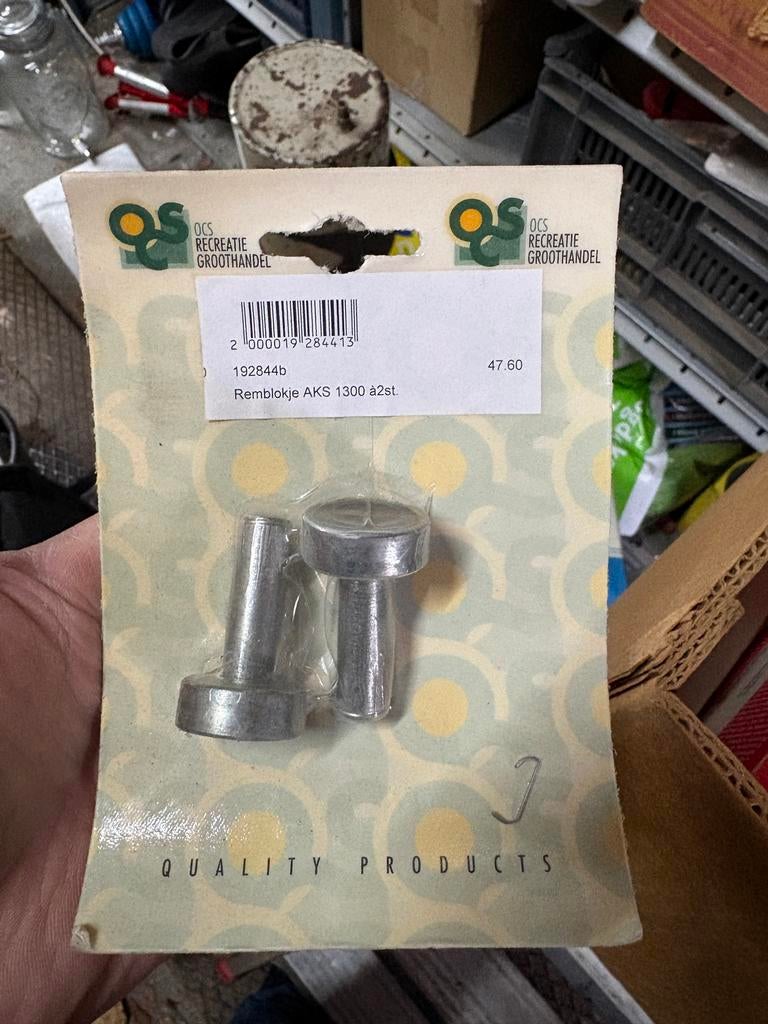 OCS
RECREATIE
GROOTHANDEL
OCS
RECREATIE
GROOTHANDEL
2 000019 284413
192844b
47.60
Remblokje AKS 1300 à2st.
QUALITY PRODUCTS